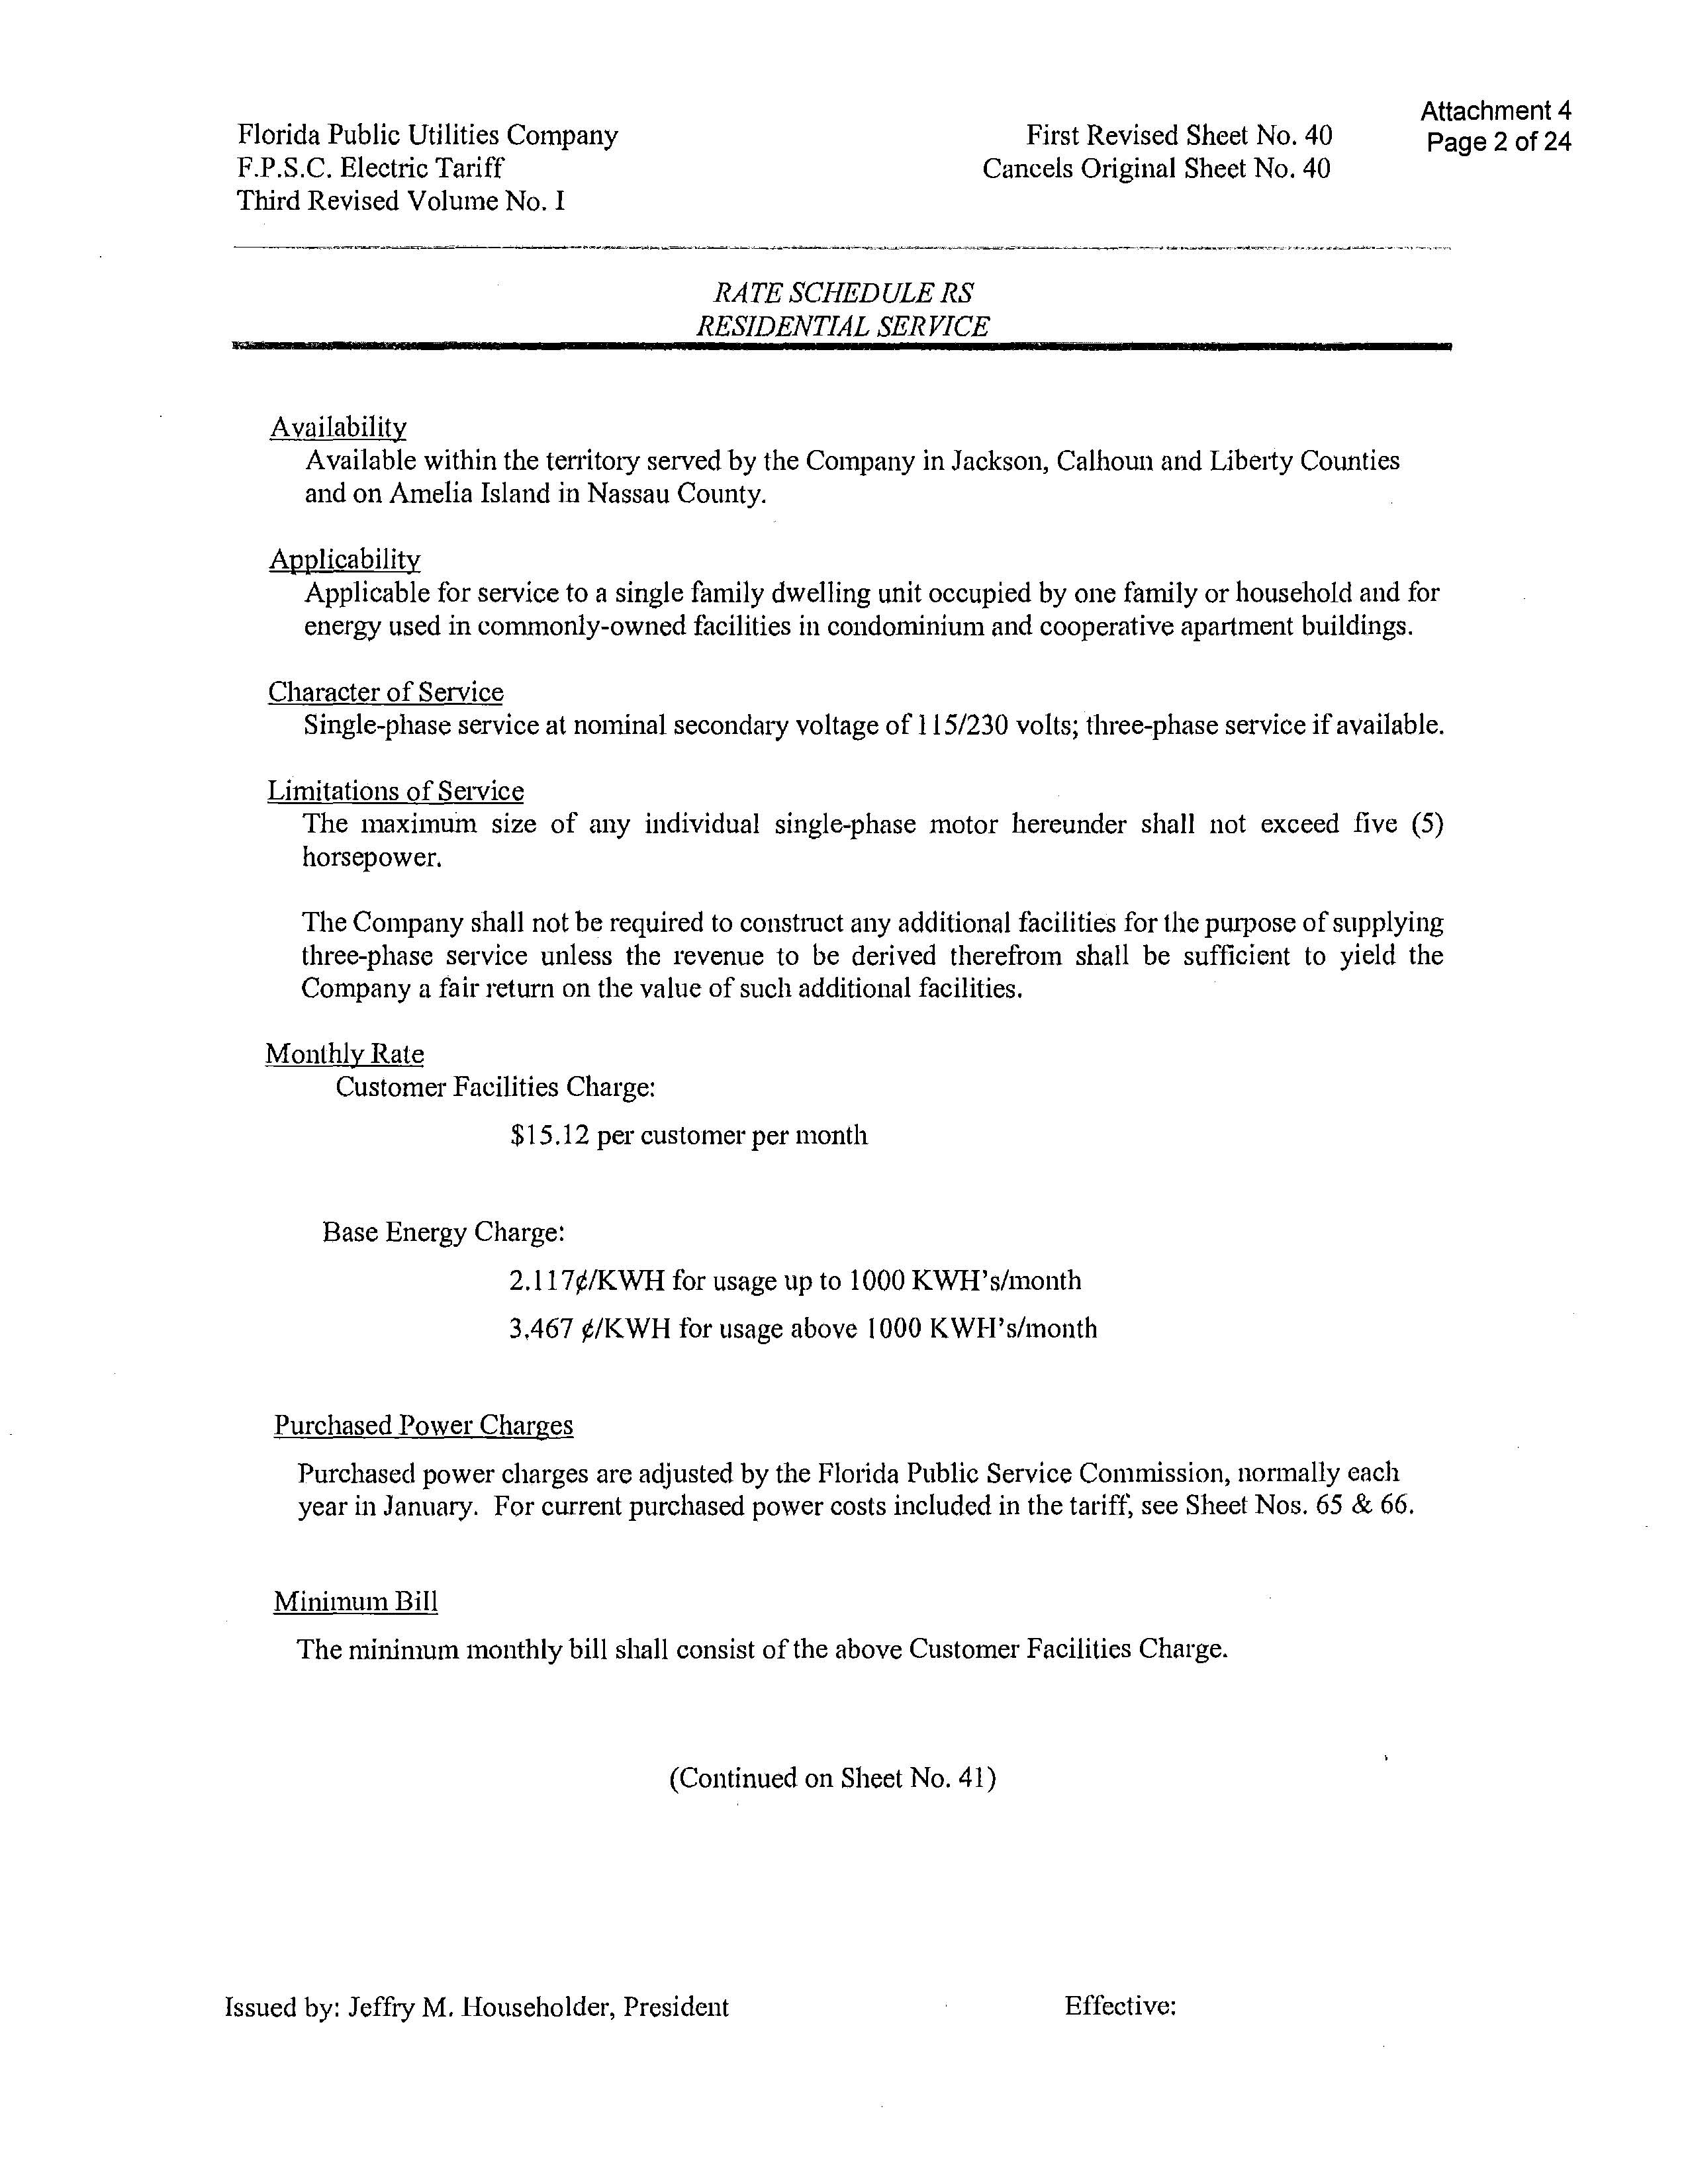 Attachment 4
Florida Public Utilities Company First Revised Sheet No. 40 Page 2 of 24
F.P.S.C. Electric Tariff Cancels Original Sheet No. 40
Third Revised Volume No. I
RATE SCHEDULE RS
RESIDENTIAL SERVICE
Availability
Available within the territory served by the Company in Jackson, Calhoun and Liberty Counties
and on Amelia Island in Nassau County.
Applicability
Applicable for service to a single family dwelling unit occupied by one family or household and for
energy used in commonly-owned facilities in condominium and cooperative apartment buildings.
Character of Service
Single-phase service at nominal secondary voltage of 115/230 volts; three-phase service if available.
Limitations of Service
The maximum size of any individual single-phase motor hereunder shall not exceed five (5)
horsepower.
The Company shall not be required to construct any additional facilities for the purpose of supplying
three-phase service unless the revenue to be derived therefrom shall be sufficient to yield the
Company a fair return on the value of such additional facilities.
Monthly Rate
Customer Facilities Charge:
$15.12 per customer per month
Base Energy Charge:
2.117¢/KWH for usage up to 1000 KWH's/month
3.467 ¢/KWH for usage above 1000 KWH's/month
Purchased Power Charges
Purchased power charges are adjusted by the Florida Public Service Commission, normally each
year in January. For current purchased power costs included in the tariff, see Sheet Nos. 65 & 66.
Minimum Bill
The minimum monthly bill shall consist of the above Customer Facilities Charge.
(Continued on Sheet No. 41)
Issued by: Jeffry M. Householder, President Effective: